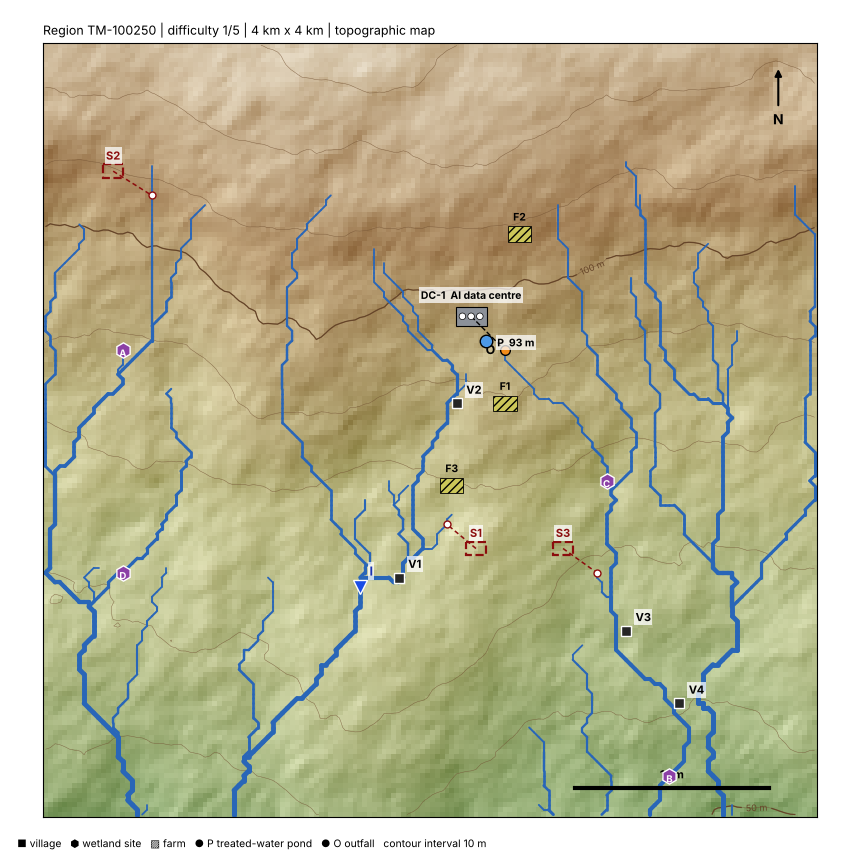 Region TM-100250 | difficulty 1/5 | 4 km x 4 km | topographic map
N
S2
F2
100 m
DC-1 AI data centre
P 93 m
A
V2
F1
F3
C
S1
S3
I
V1
D
V3
V4
B
50 m
village
wetland site
farm
P treated-water pond
O outfall
contour interval 10 m